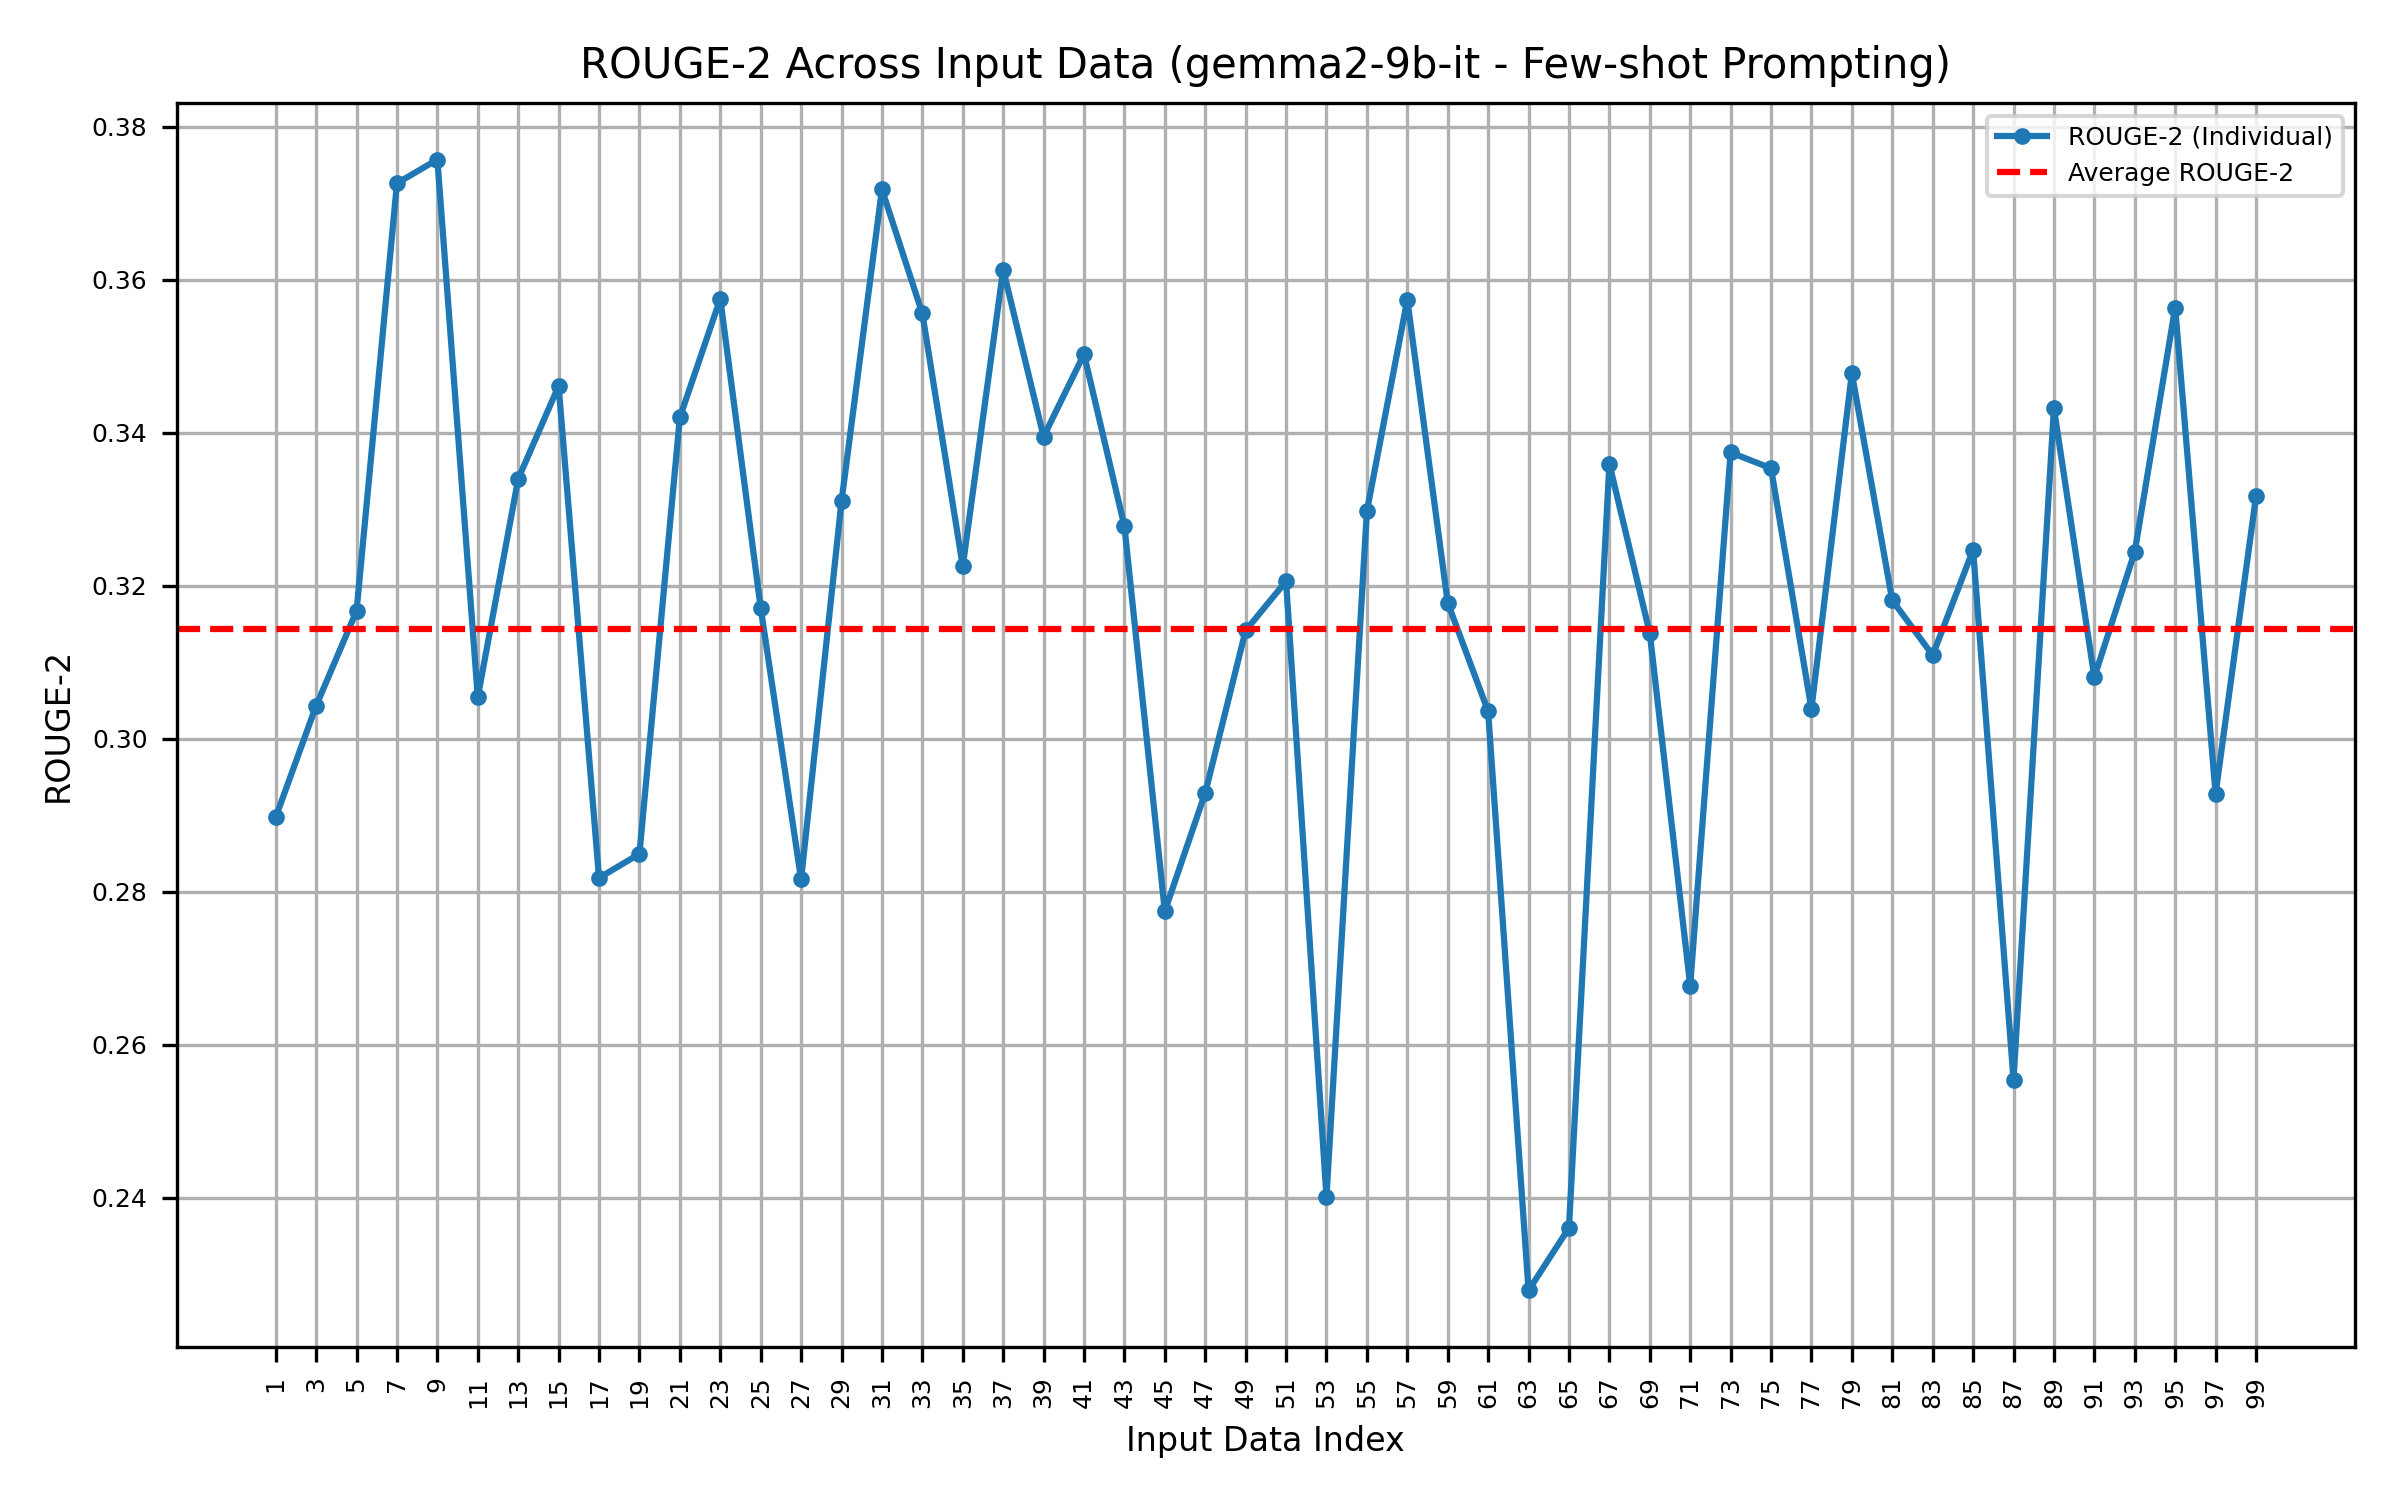 ROUGE-2 Across Input Data (gemma2-9b-it - Few-shot Prompting)
ROUGE-2 (Individual)
Average ROUGE-2
0.38
0.36
0.34
0.32
0.30
0.28
0.26
0.24
ROUGE-2
1 3 5 7 9 11 13 15 17 19 21 23 25 27 29 31 33 35 37 39 41 43 45 47 49 51 53 55 57 59 61 63 65 67 69 71 73 75 77 79 81 83 85 87 89 91 93 95 97 99
Input Data Index